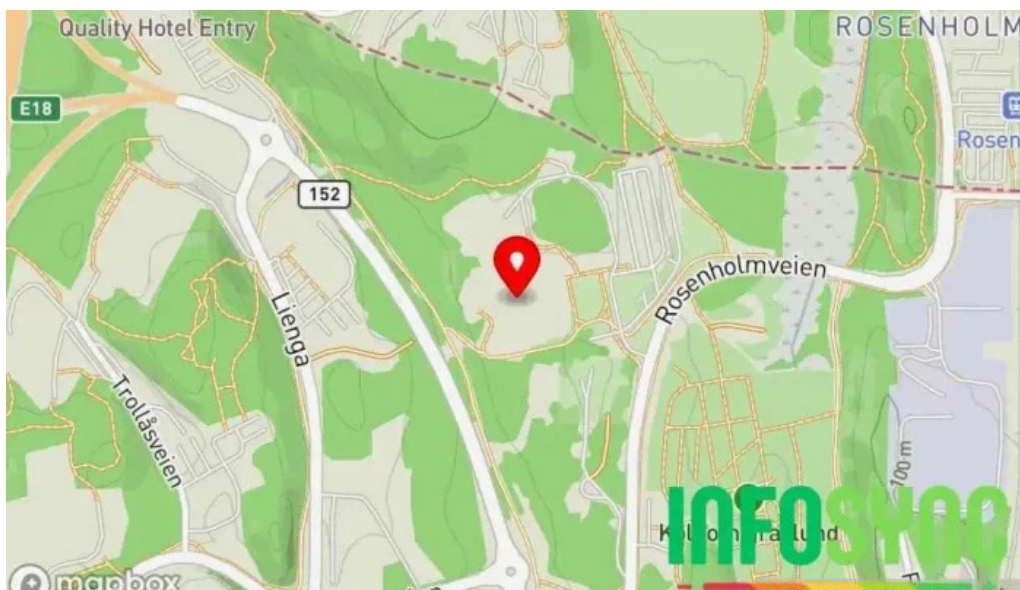 Quality Hotel Entry
ROSENHOLM
E18
Rosen
152
Rosenholmveien
Lienga
Trollåsveien
100 m
INFOSYNC
mapbox